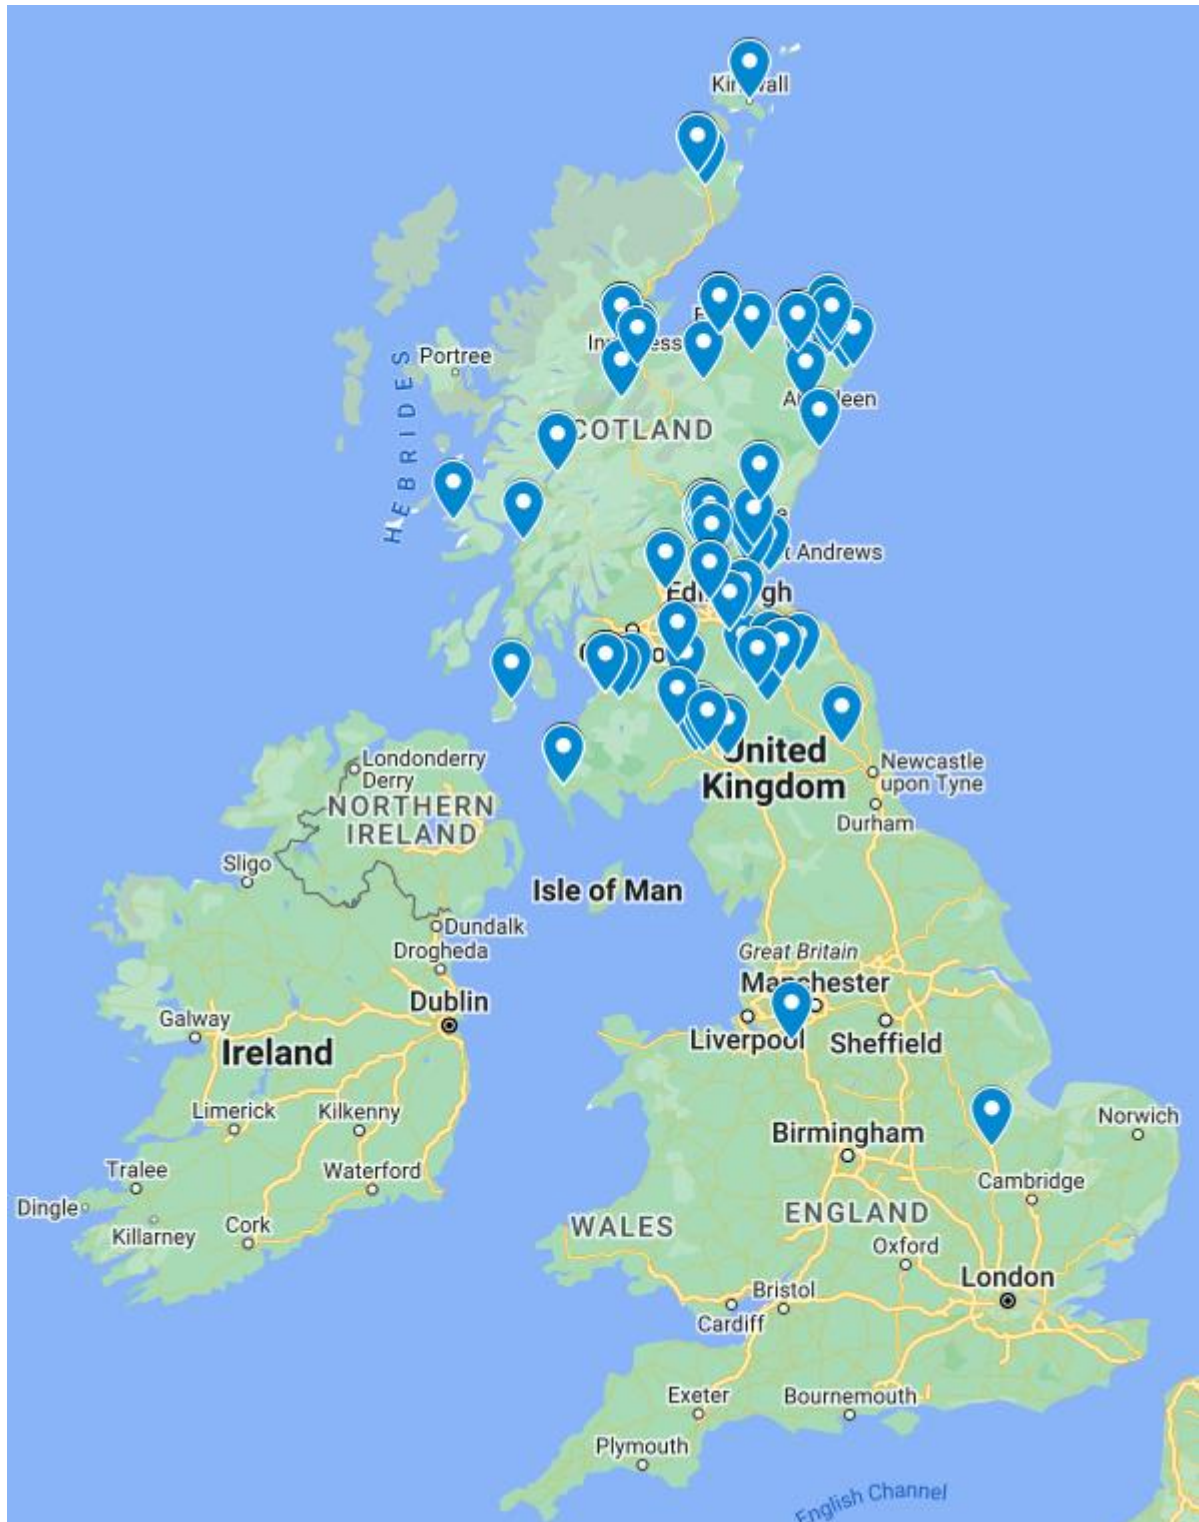 Portree
HEBRIDES
COTLAND
t Andrews
United
Kingdom
Newcastle
upon Tyne
Durham
Londonderry
Derry
NORTHERN
IRELAND
Sligo
Isle of Man
Dundalk
Drogheda
Great Britain
Manchester
Dublin
Galway
Liverpool
Sheffield
Ireland
Limerick
Kilkenny
Norwich
Birmingham
Tralee
Waterford
Cambridge
Dingle
Killarney
Cork
WALES
ENGLAND
Oxford
London
Bristol
Cardiff
Exeter
Bournemouth
Plymouth
English Channel